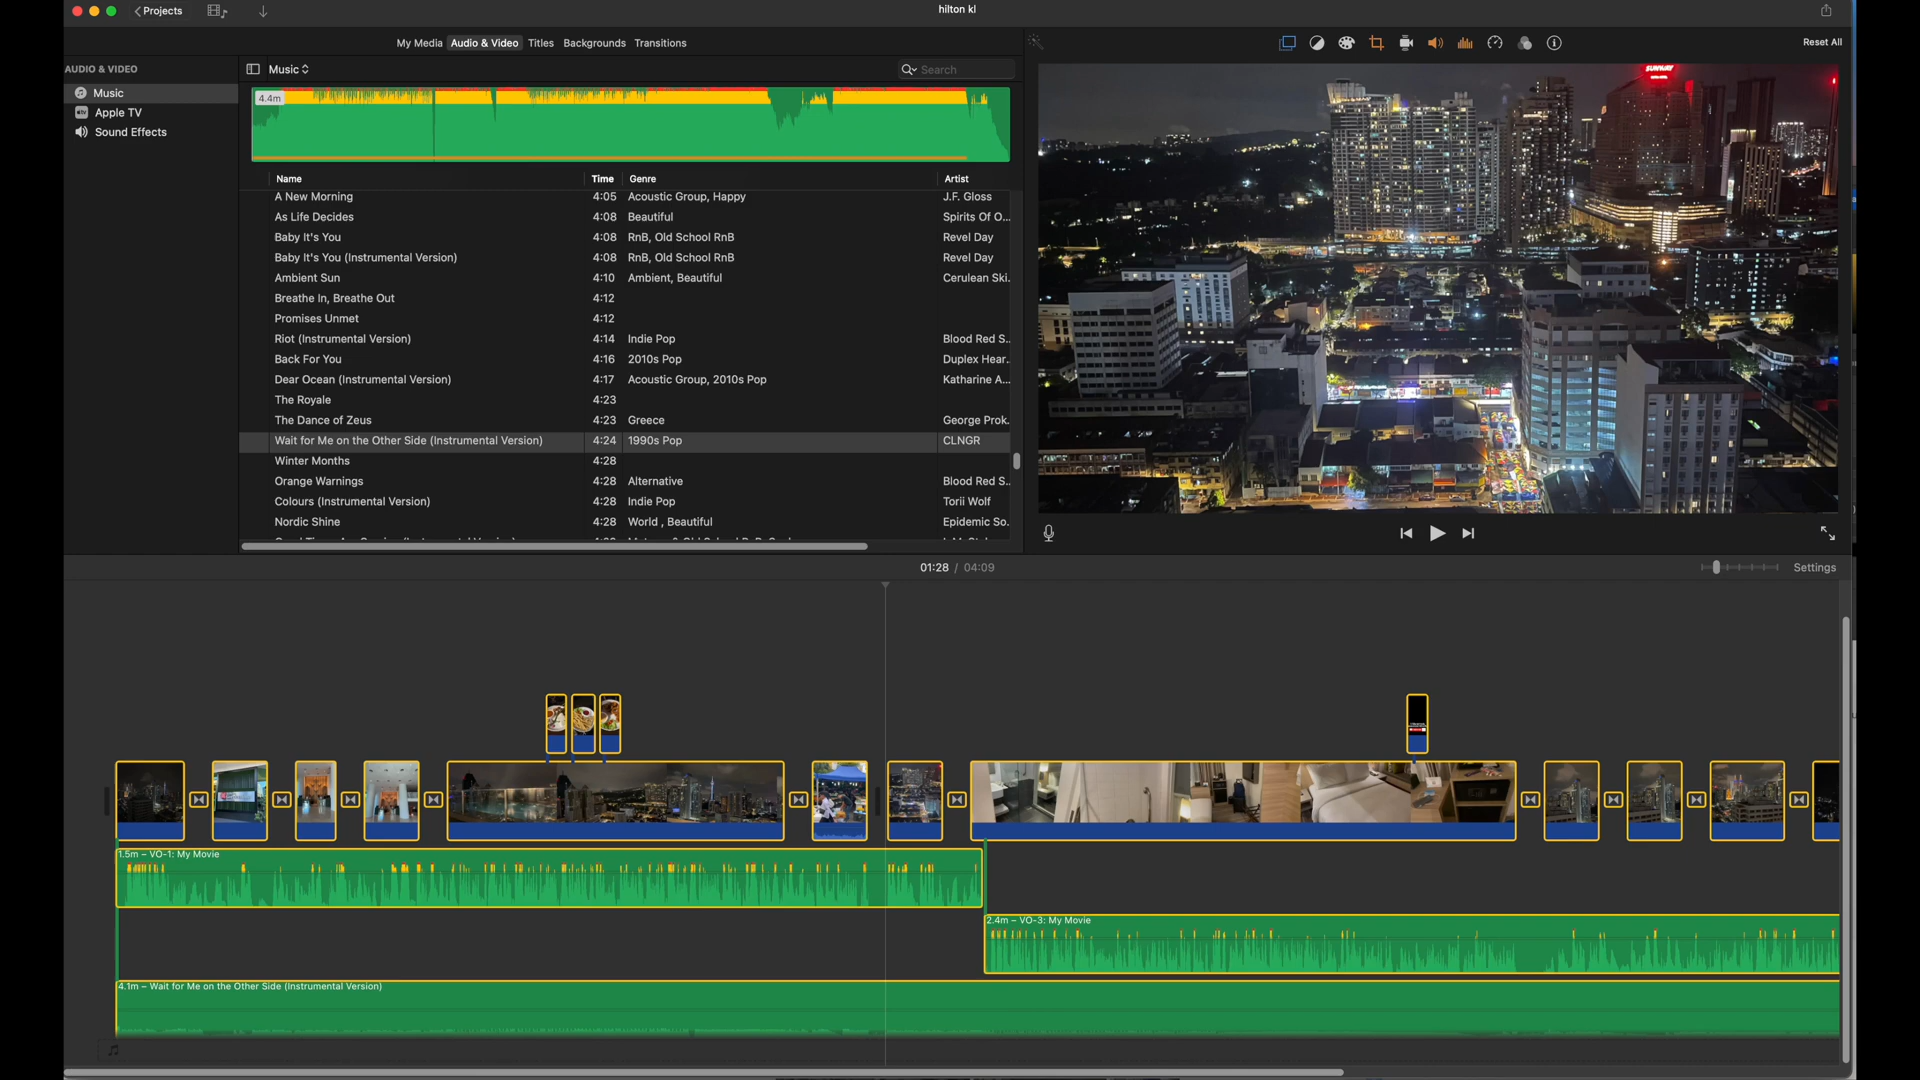 Projects
hilton kl
My Media
Audio & Video
Titles
Backgrounds
Transitions
Reset All
AUDIO & VIDEO
Music
Apple TV
Sound Effects
Music
Search
4.4m
Name Time Genre Artist
A New Morning 4:05 Acoustic Group, Happy J.F. Gloss
As Life Decides 4:08 Beautiful Spirits Of O...
Baby It's You 4:08 RnB, Old School RnB Revel Day
Baby It's You (Instrumental Version) 4:08 RnB, Old School RnB Revel Day
Ambient Sun 4:10 Ambient, Beautiful Cerulean Ski...
Breathe In, Breathe Out 4:12
Promises Unmet 4:12
Riot (Instrumental Version) 4:14 Indie Pop Blood Red S...
Back For You 4:16 2010s Pop Duplex Hear...
Dear Ocean (Instrumental Version) 4:17 Acoustic Group, 2010s Pop Katharine A...
The Royale 4:23
The Dance of Zeus 4:23 Greece George Prok...
Wait for Me on the Other Side (Instrumental Version) 4:24 1990s Pop CLNGR
Winter Months 4:28
Orange Warnings 4:28 Alternative Blood Red S...
Colours (Instrumental Version) 4:28 Indie Pop Torii Wolf
Nordic Shine 4:28 World , Beautiful Epidemic So...
SUNWAY
01:28 / 04:09
Settings
1.5m – VO-1: My Movie
2.4m – VO-3: My Movie
4.1m – Wait for Me on the Other Side (Instrumental Version)